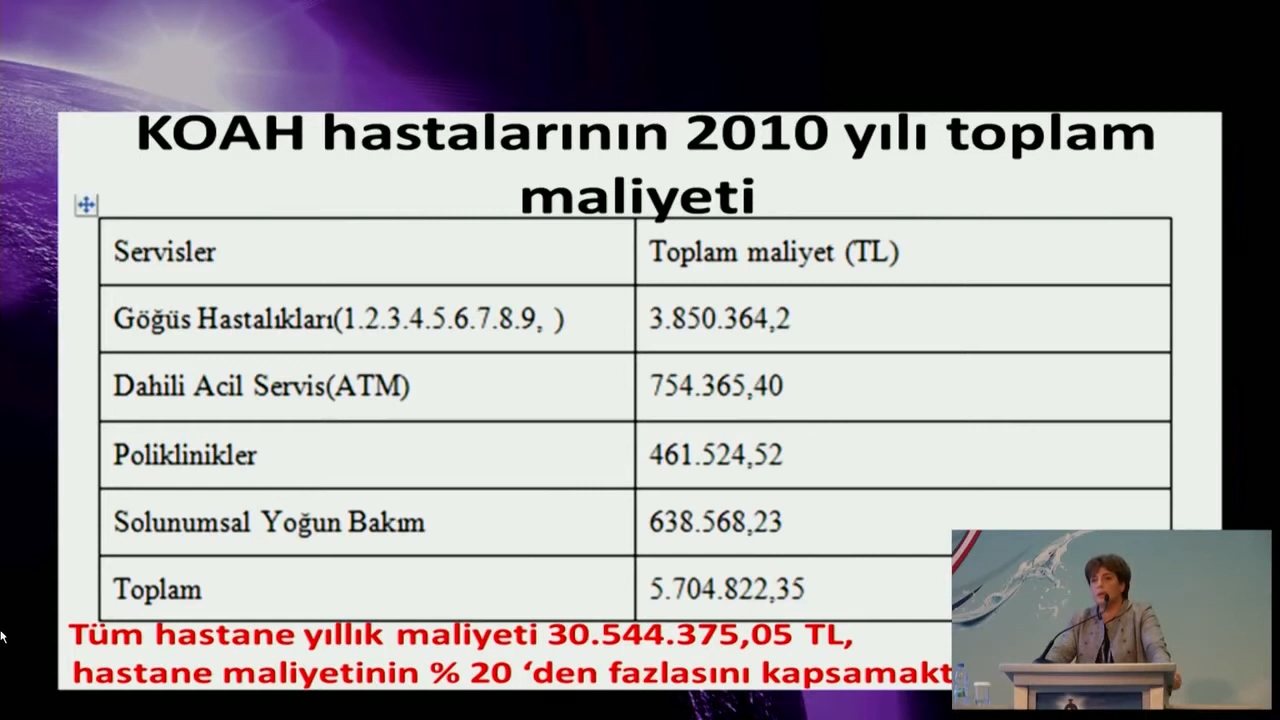 KOAH hastalarının 2010 yılı toplam
maliyeti
Servisler Toplam maliyet (TL)
Göğüs Hastalıkları(1.2.3.4.5.6.7.8.9, ) 3.850.364,2
Dahili Acil Servis(ATM) 754.365,40
Poliklinikler 461.524,52
Solunumsal Yoğun Bakım 638.568,23
Toplam 5.704.822,35
Tüm hastane yıllık maliyeti 30.544.375,05 TL,
hastane maliyetinin % 20 ‘den fazlasını kapsamakt